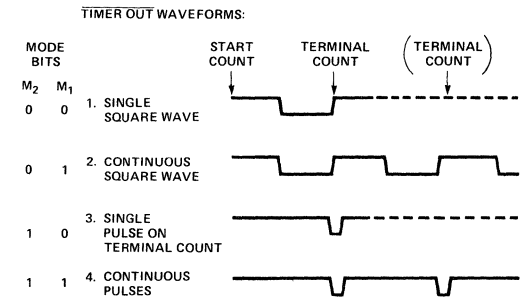 TIMER OUT WAVEFORMS:
MODE
BITS
START
COUNT
TERMINAL
COUNT
(TERMINAL
COUNT)
M2 M1
0 0 1. SINGLE
SQUARE WAVE
0 1 2. CONTINUOUS
SQUARE WAVE
1 0 3. SINGLE
PULSE ON
TERMINAL COUNT
1 1 4. CONTINUOUS
PULSES